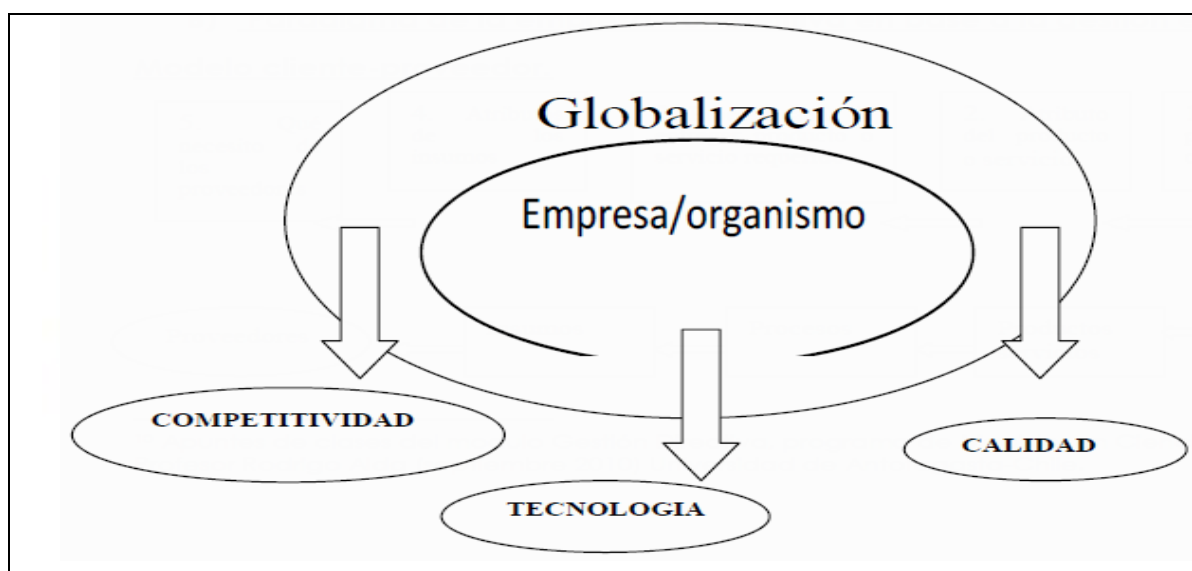 Globalización
Empresa/organismo
COMPETITIVIDAD
CALIDAD
TECNOLOGIA